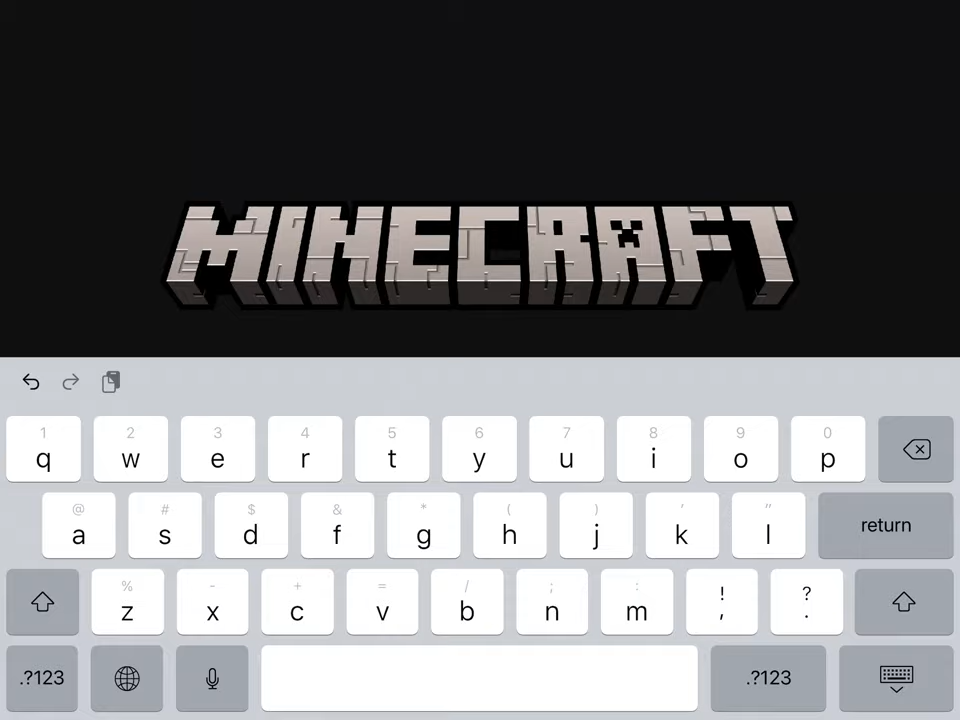 MINECRAFT
1 2 3 4 5 6 7 8 9 0
q w e r t y u i o p
@ # $ & * ( ) ' "
a s d f g h j k l return
% - + = / ; : ! ?
z x c v b n m , .
.?123 .?123